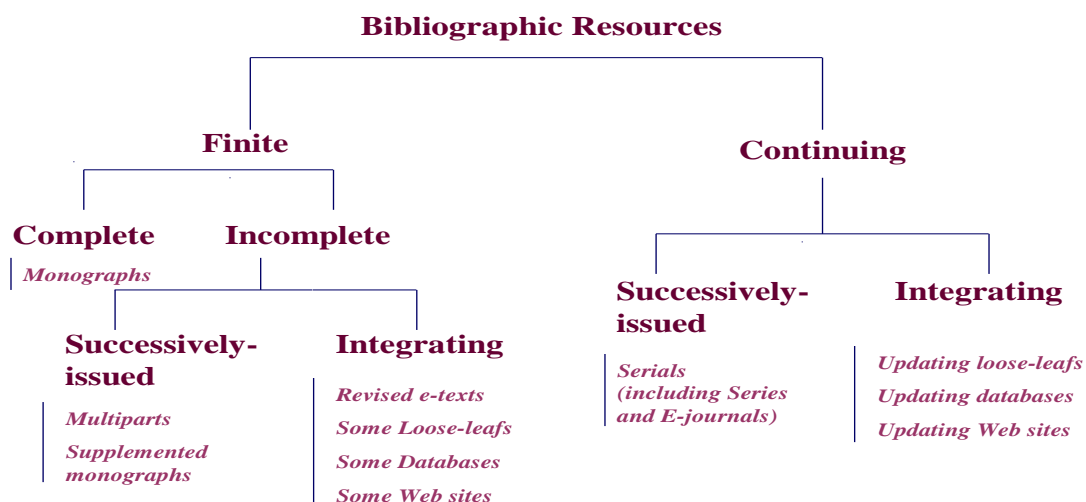 Bibliographic Resources
Finite
Continuing
Complete
Incomplete
Monographs
Successively-
issued
Integrating
Successively-
issued
Integrating
Multiparts
Supplemented
monographs
Revised e-texts
Some Loose-leafs
Some Databases
Some Web sites
Serials
(including Series
and E-journals)
Updating loose-leafs
Updating databases
Updating Web sites